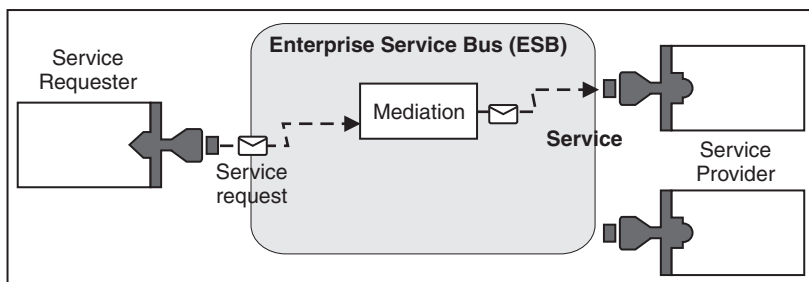 Service
Requester
Enterprise Service Bus (ESB)
Mediation
Service
request
Service
Service
Provider